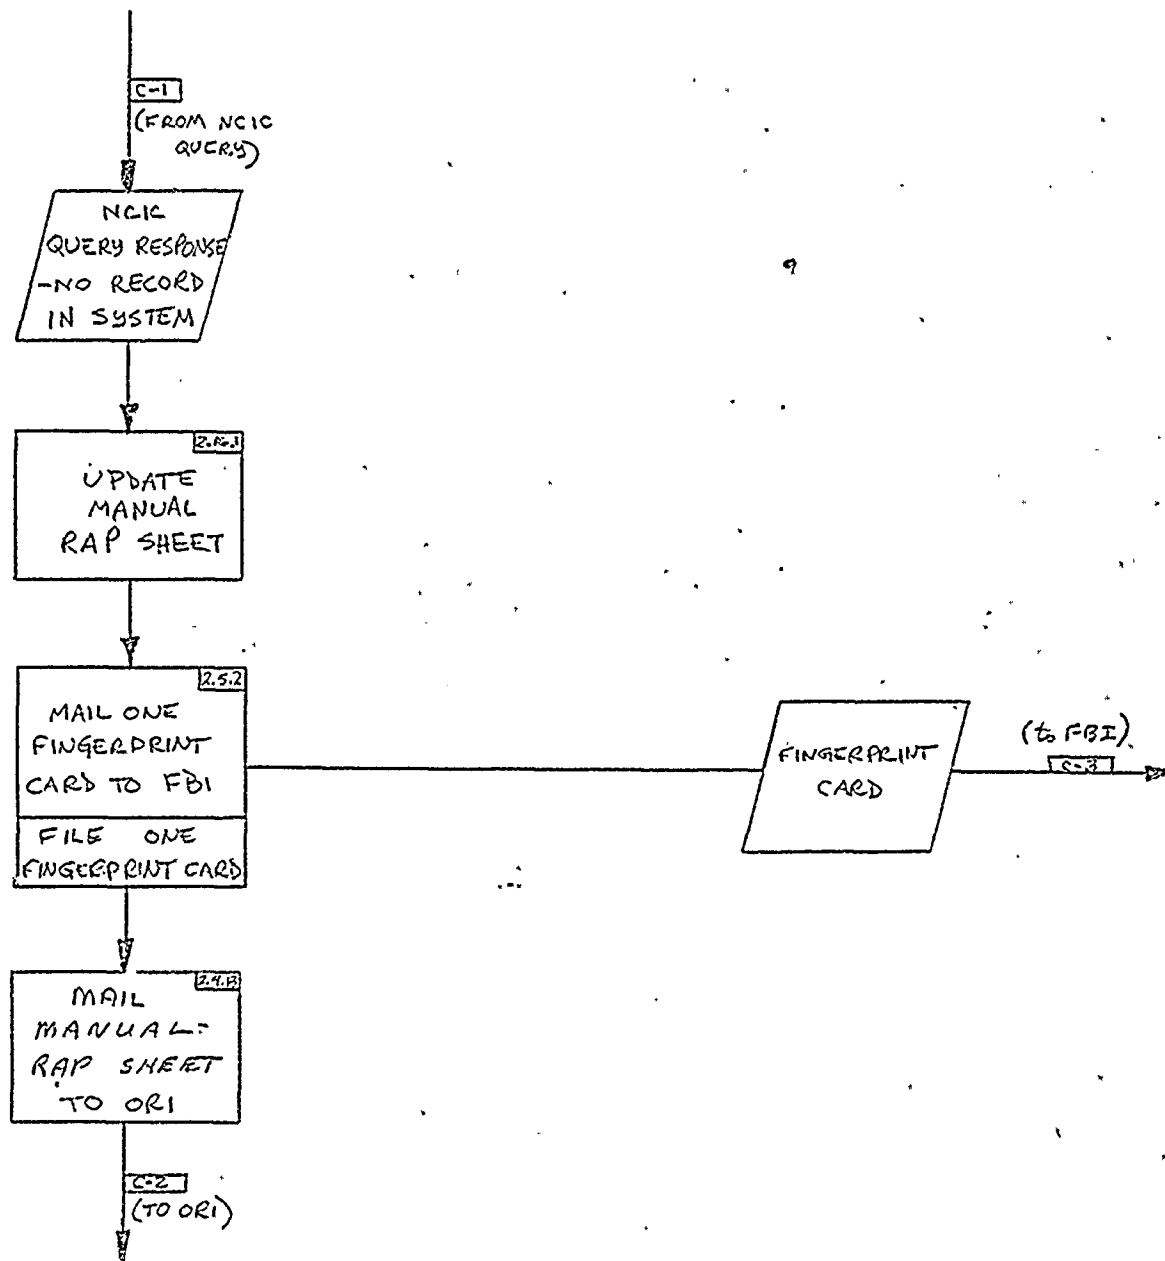 C-1
(FROM NCIC
QUERY)
NCIC
QUERY RESPONSE
-NO RECORD
IN SYSTEM
UPDATE
MANUAL
RAP SHEET
2.5.2
MAIL ONE
FINGERDRINT
CARD TO FBI
FILE ONE
FINGERPRINT CARD
FINGERPRINT
CARD
(to FBI)
C-3
MAIL
MANUAL-
RAP SHEET
TO ORI
C-2
(TO ORI)